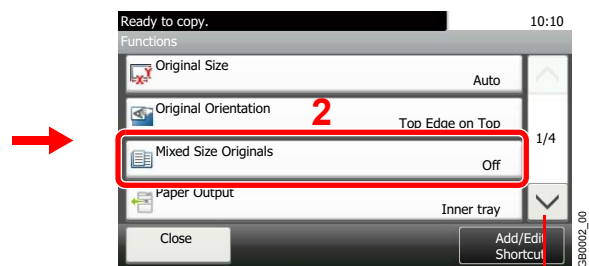 Ready to copy. 10:10
Functions
Original Size
Auto
Original Orientation
2
Top Edge on Top
Mixed Size Originals
Off
1/4
Paper Output
Inner tray
Close
Add/Edit
Shortcut
GB0002_00